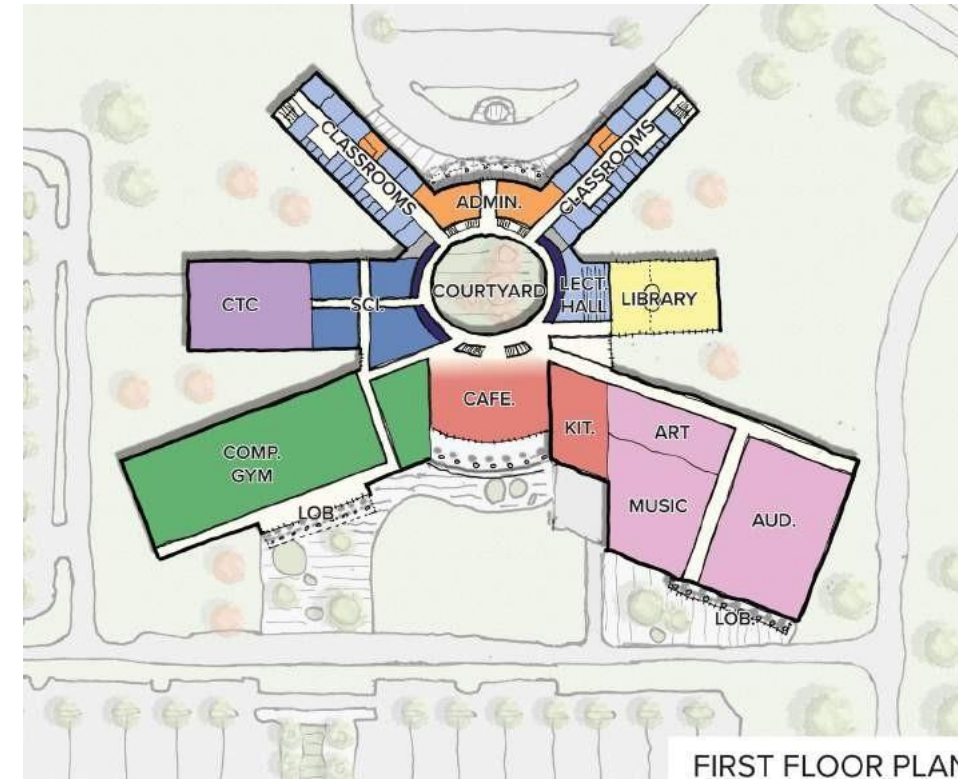 CLASSROOMS
CLASSROOMS
ADMIN.
COURTYARD
CTC
SCI.
LECT.
HALL
LIBRARY
CAFE.
KIT.
ART
COMP.
GYM
MUSIC
AUD.
LOB.
LOB.
FIRST FLOOR PLAN